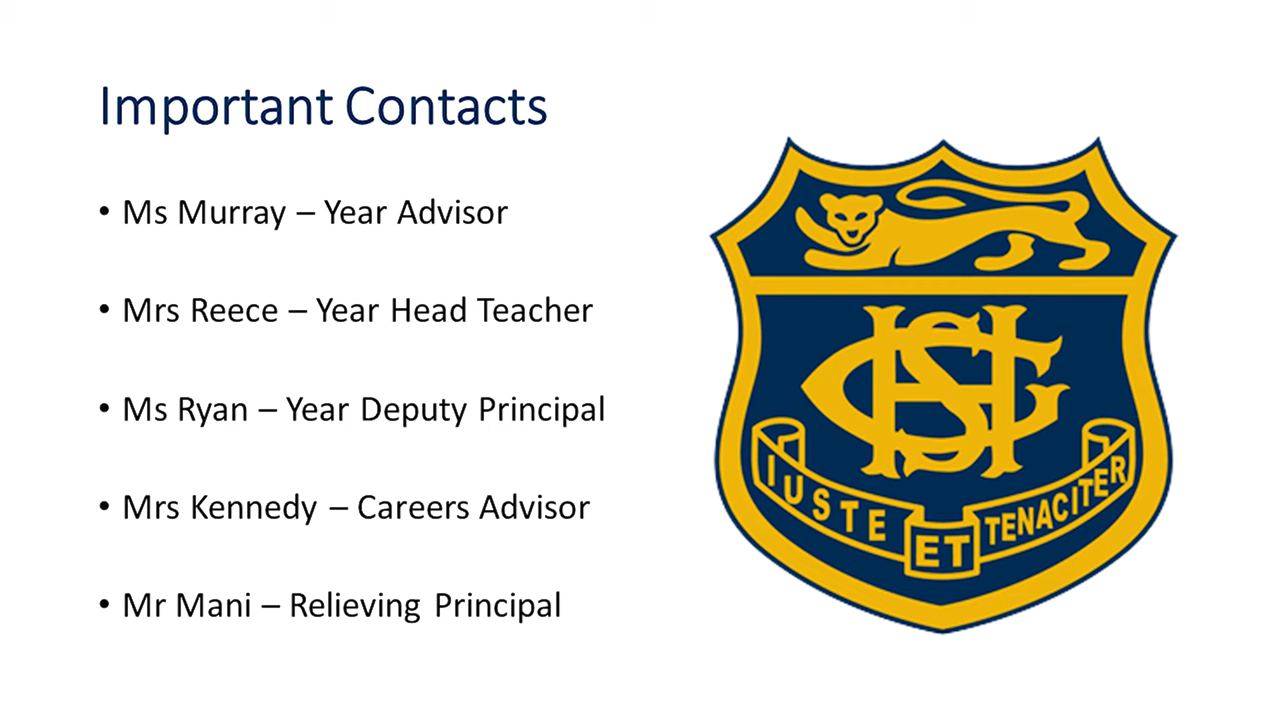 Important Contacts
• Ms Murray – Year Advisor
• Mrs Reece – Year Head Teacher
• Ms Ryan – Year Deputy Principal
• Mrs Kennedy – Careers Advisor
• Mr Mani – Relieving Principal
GHS
IUSTE ET TENACITER